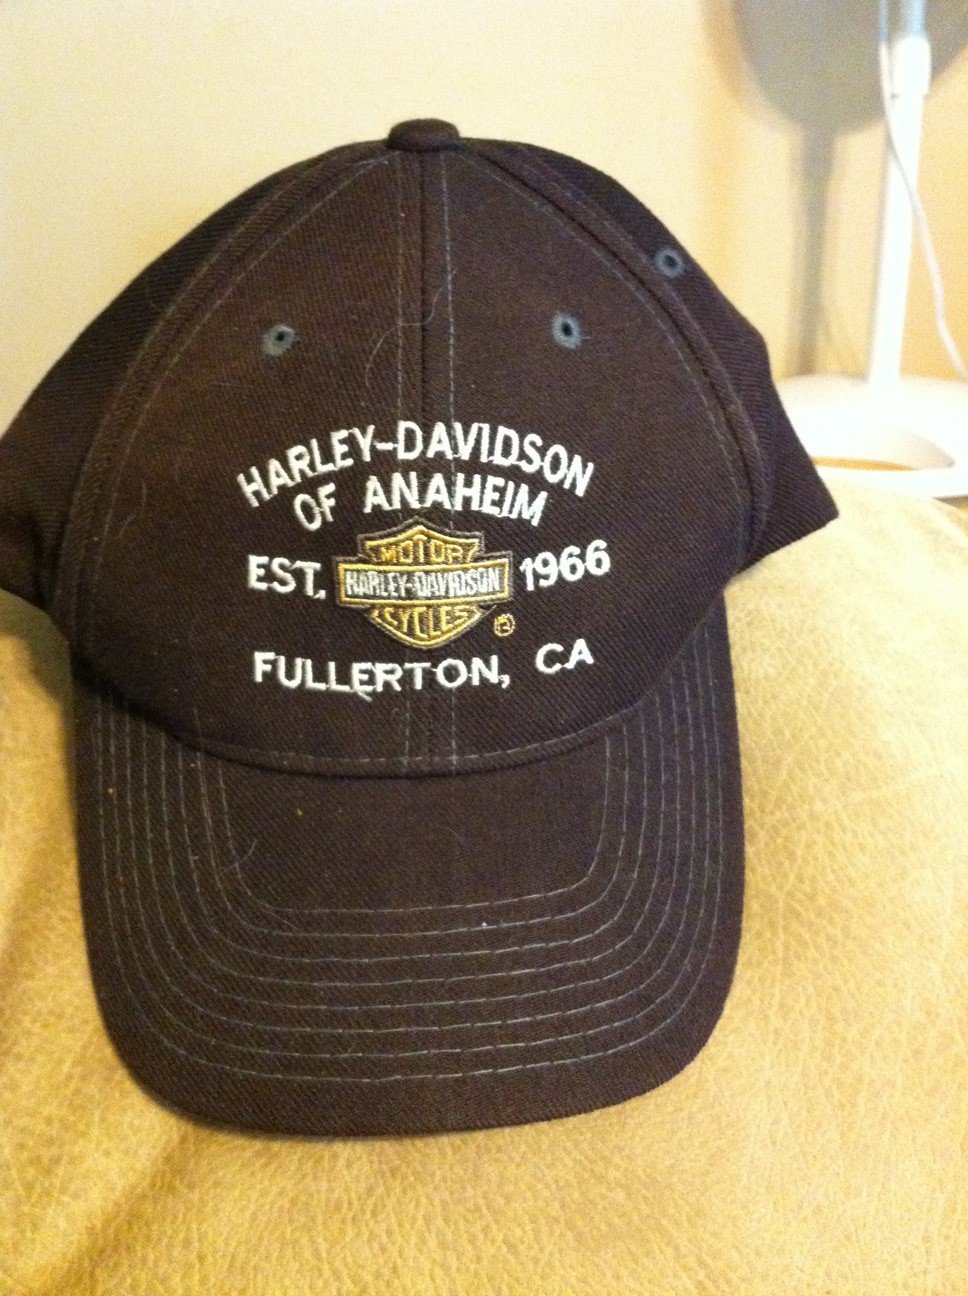 HARLEY-DAVIDSON
OF ANAHEIM
EST. 1966
MOTOR
HARLEY-DAVIDSON
CYCLES
®
FULLERTON, CA